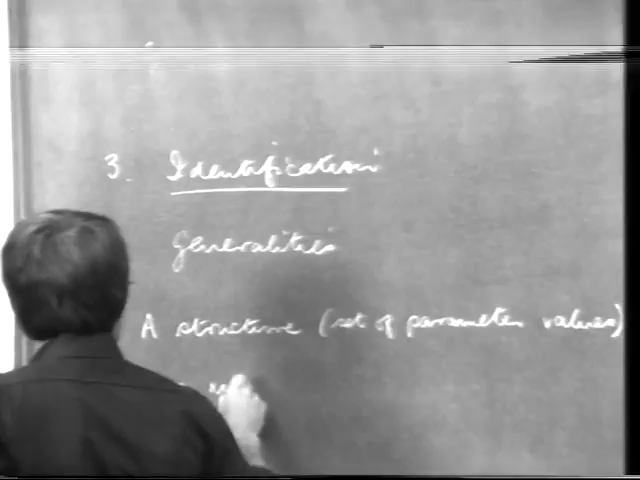 3. Identification
Generalities
A structure (set of parameter values)